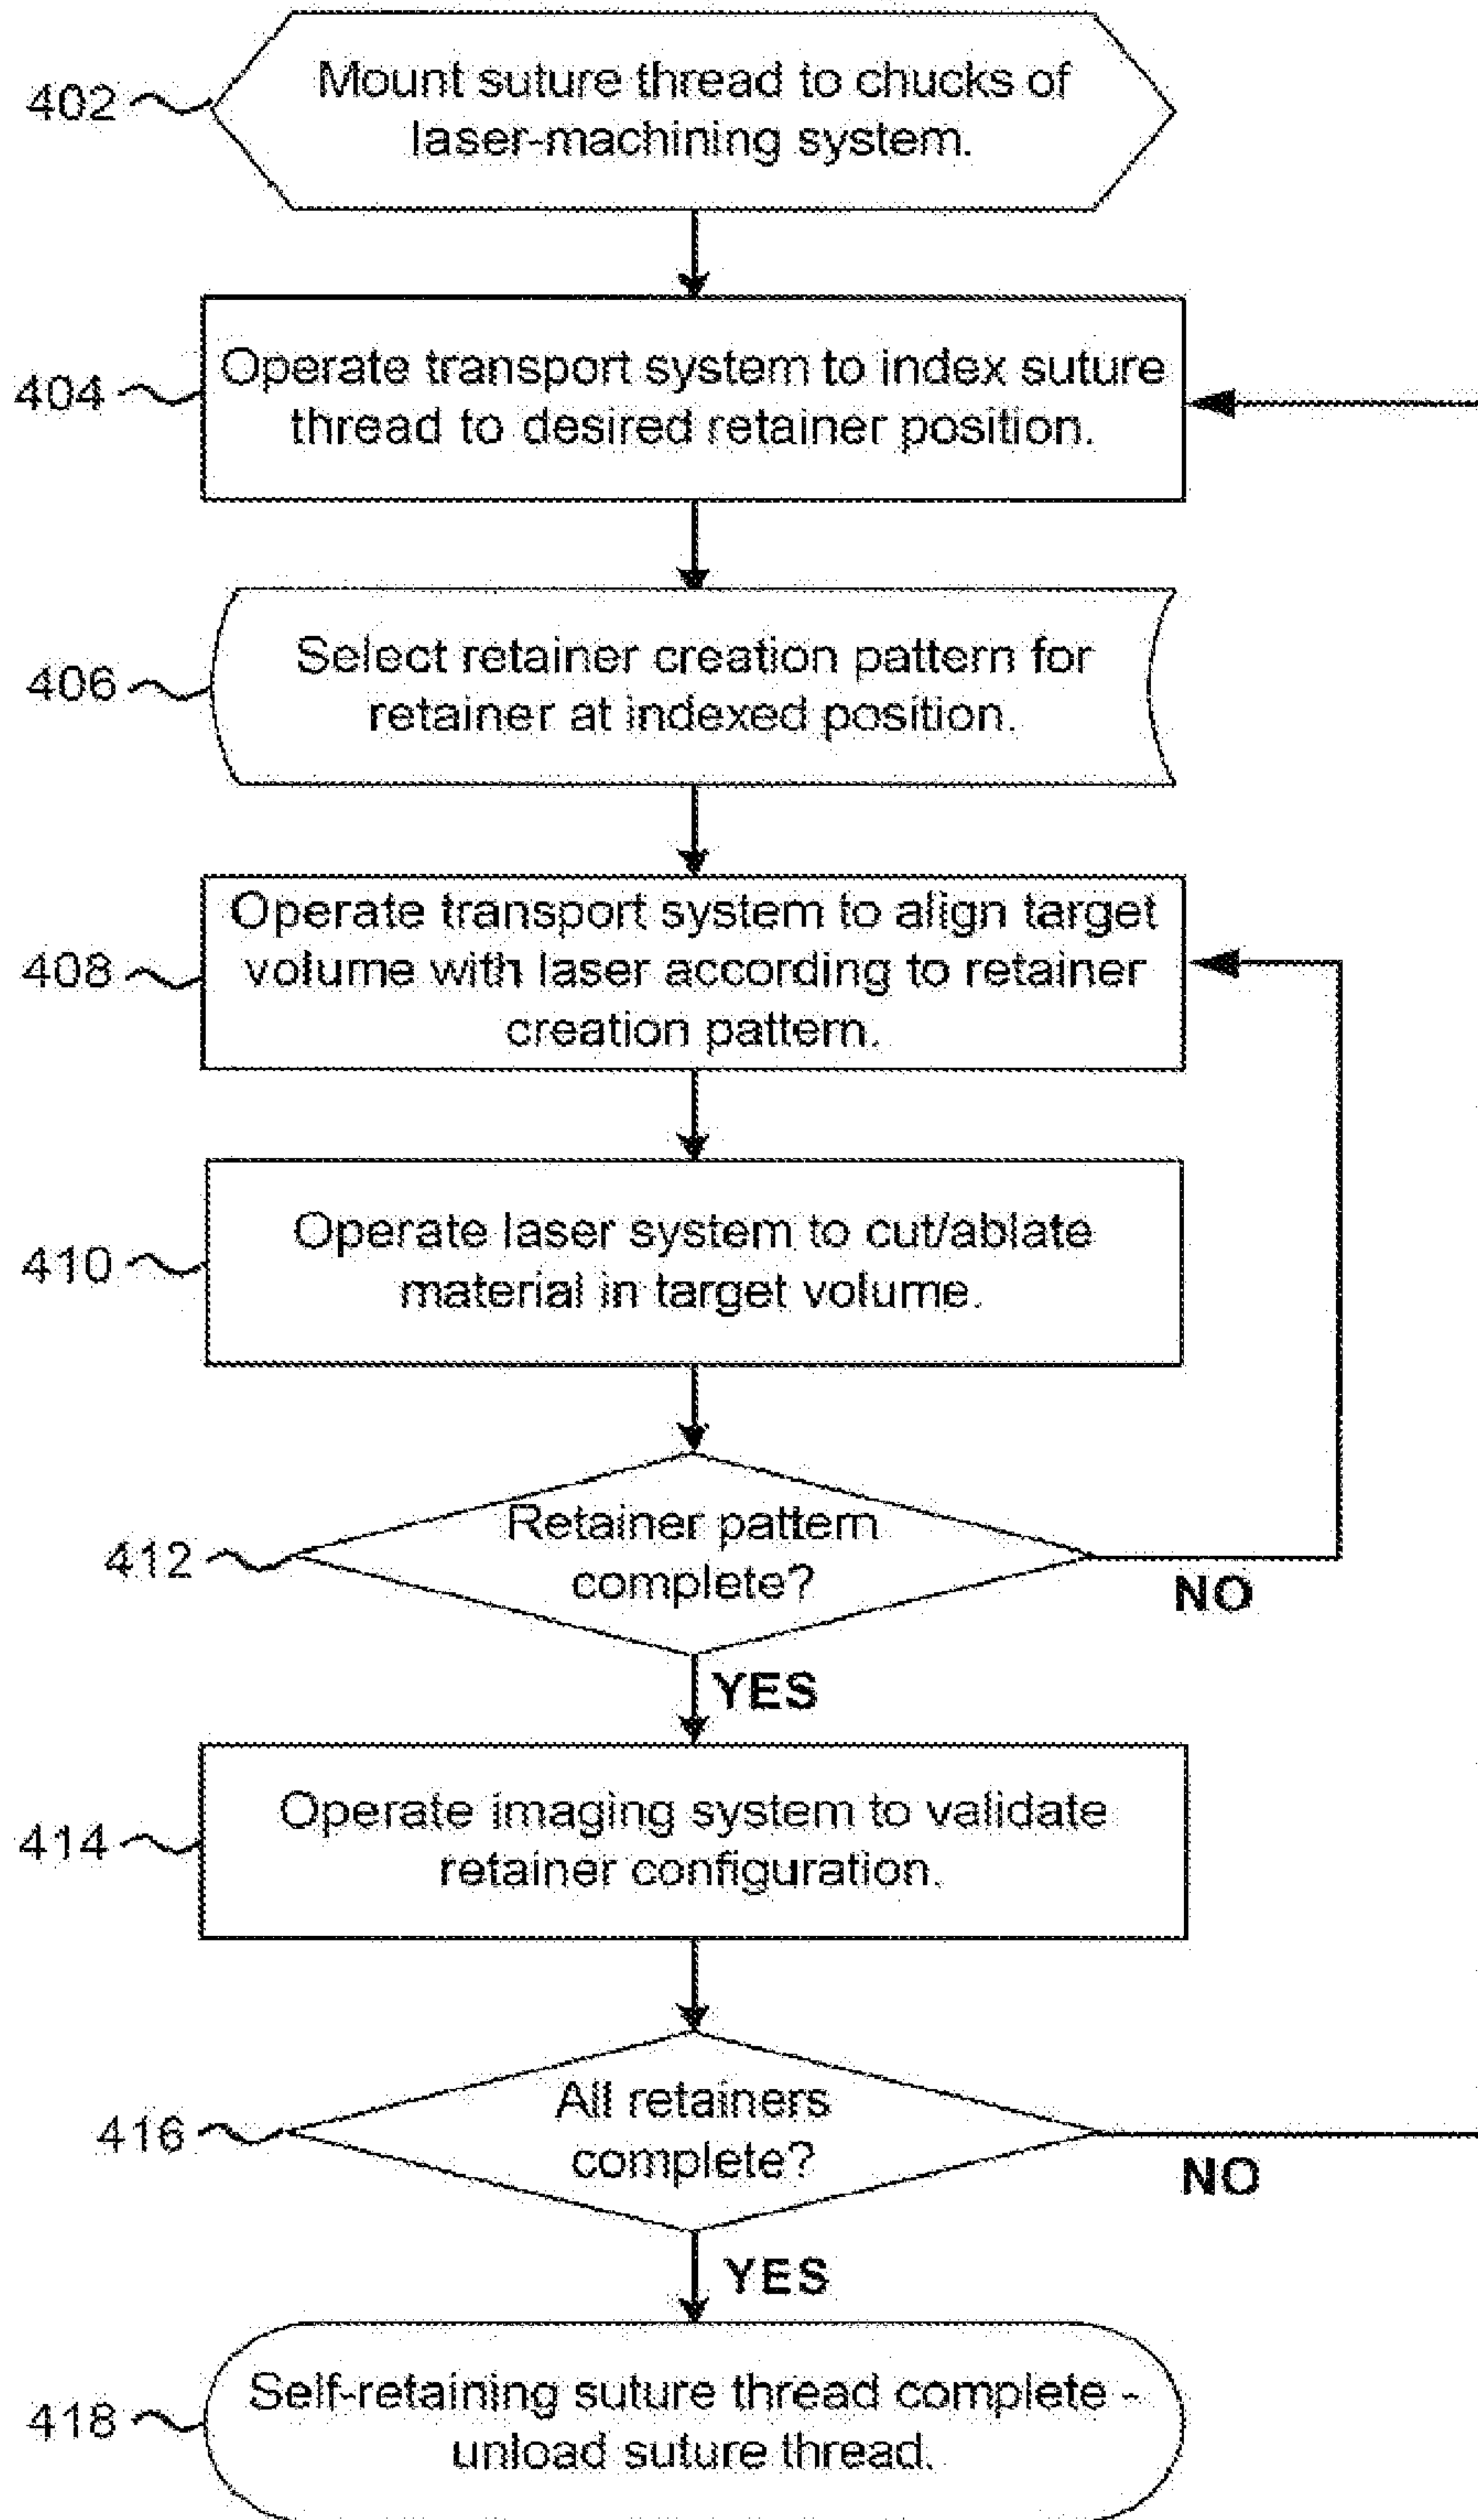 402
Mount suture thread to chucks of
laser-machining system.
404
Operate transport system to index suture
thread to desired retainer position.
406
Select retainer creation pattern for
retainer at indexed position.
408
Operate transport system to align target
volume with laser according to retainer
creation pattern.
410
Operate laser system to cut/ablate
material in target volume.
412
Retainer pattern
complete?
NO
YES
414
Operate imaging system to validate
retainer configuration.
416
All retainers
complete?
NO
YES
418
Self-retaining suture thread complete -
unload suture thread.